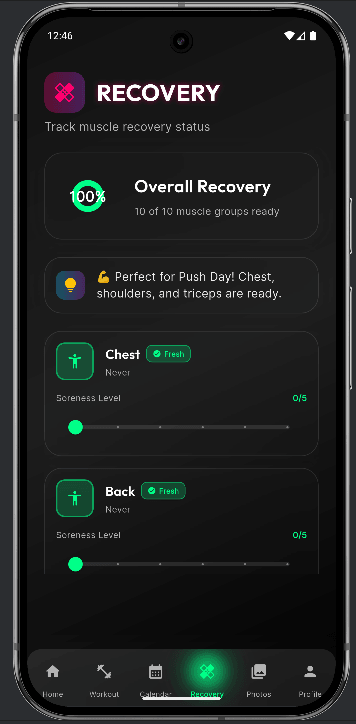 12:46
RECOVERY
Track muscle recovery status
100%
Overall Recovery
10 of 10 muscle groups ready
💪 Perfect for Push Day! Chest,
shoulders, and triceps are ready.
Chest
Fresh
Never
Soreness Level
0/5
Back
Fresh
Never
Soreness Level
0/5
Home
Workout
Calendar
Recovery
Photos
Profile